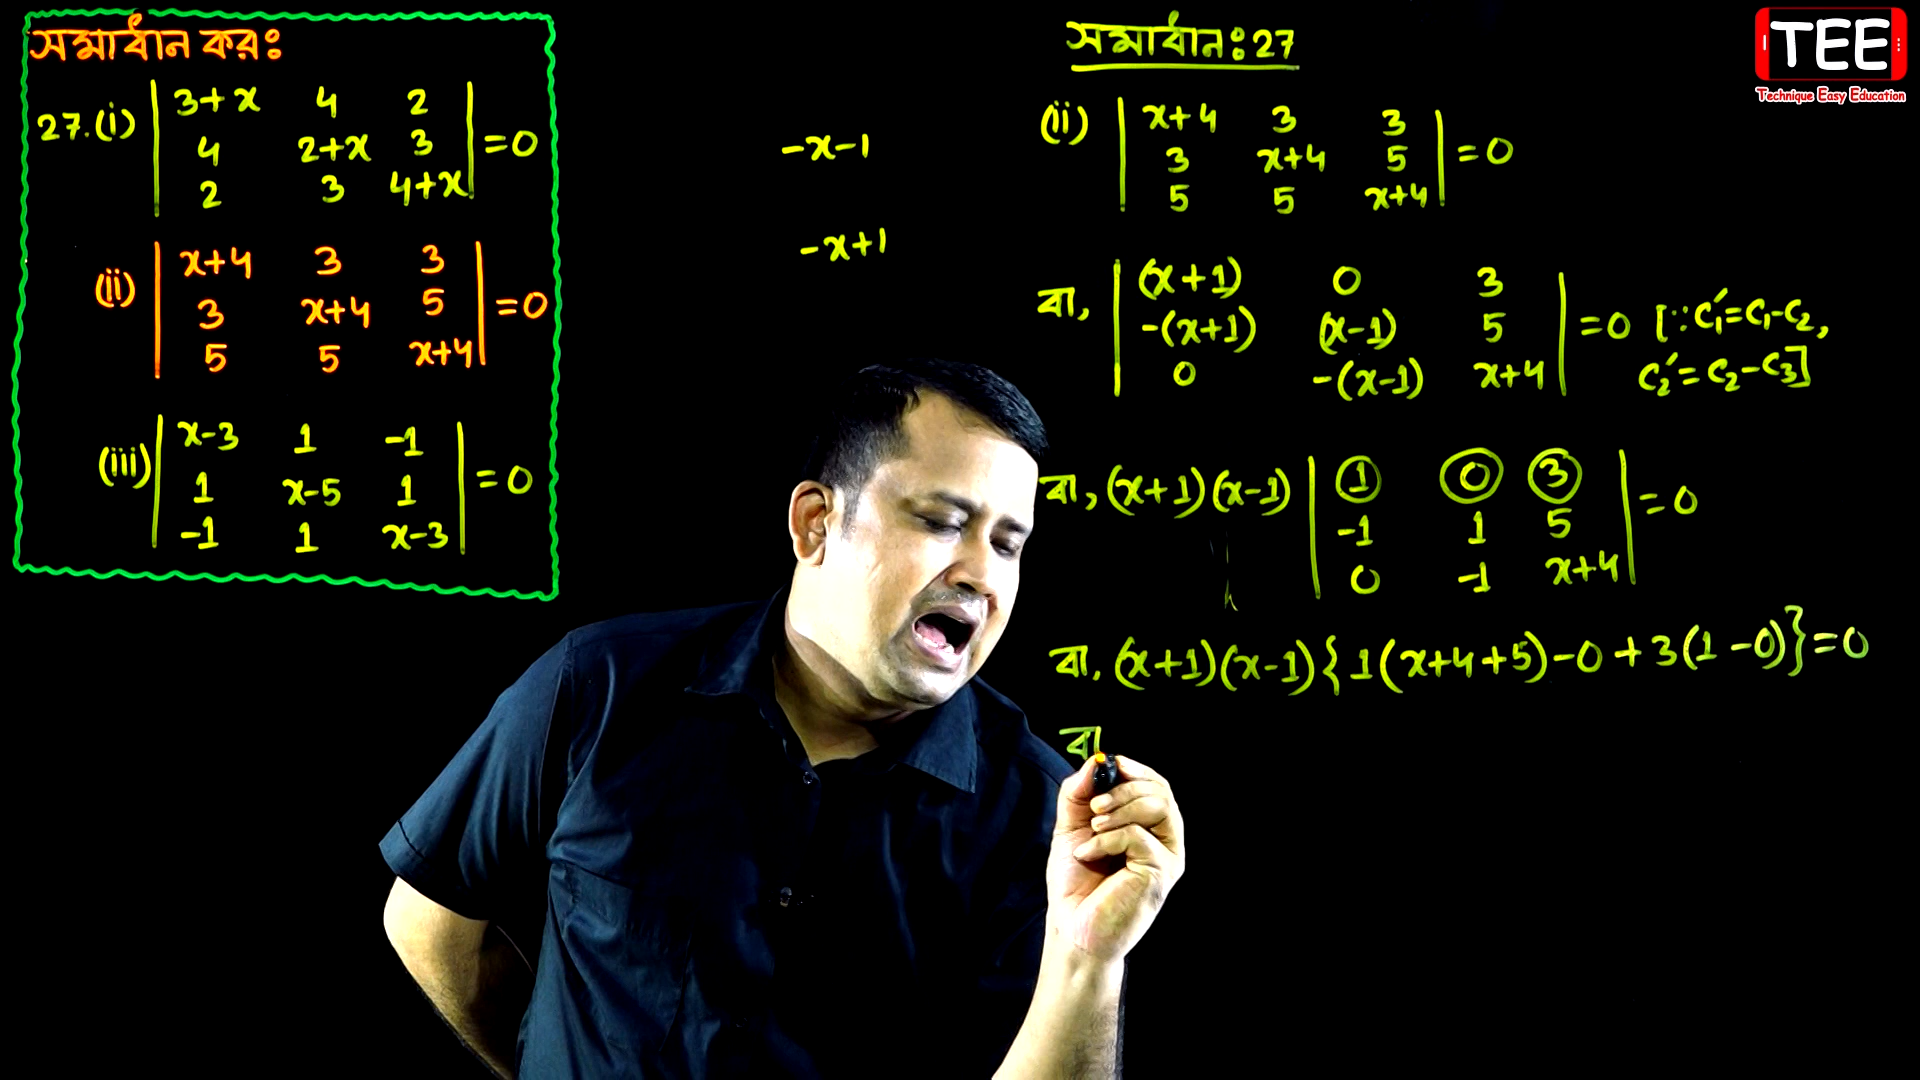 সমাধান করঃ
27.(i) | 3+x 4 2 |
| 4 2+x 3 | =0
| 2 3 4+x |
(ii) | x+4 3 3 |
| 3 x+4 5 | =0
| 5 5 x+4 |
(iii) | x-3 1 -1 |
| 1 x-5 1 | =0
| -1 1 x-3 |
-x-1
-x+1
সমাধানঃ27
(ii) | x+4 3 3 |
| 3 x+4 5 | =0
| 5 5 x+4 |
বা, | (x+1) 0 3 |
| -(x+1) (x-1) 5 | =0 [∵c₁′=c₁-c₂,
| 0 -(x-1) x+4 | c₂′=c₂-c₃]
বা, (x+1)(x-1) | 1 0 3 |
| -1 1 5 | =0
| 0 -1 x+4 |
বা, (x+1)(x-1){1(x+4+5)-0+3(1-0)}=0
বা
TEE
Technique Easy Education